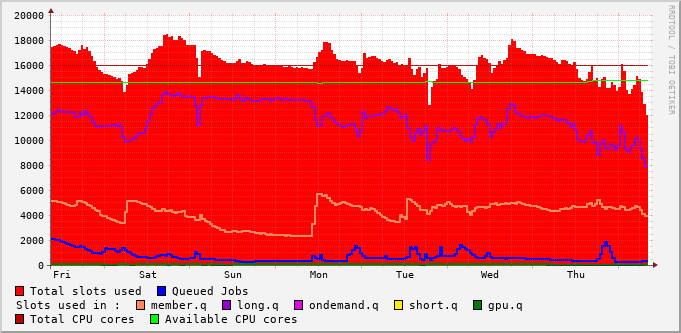 20000
18000
16000
14000
12000
10000
8000
6000
4000
2000
0
Fri Sat Sun Mon Tue Wed Thu
RRDTOOL / TOBI OETIKER
Total slots used Queued Jobs
Slots used in : member.q long.q ondemand.q short.q gpu.q
Total CPU cores Available CPU cores